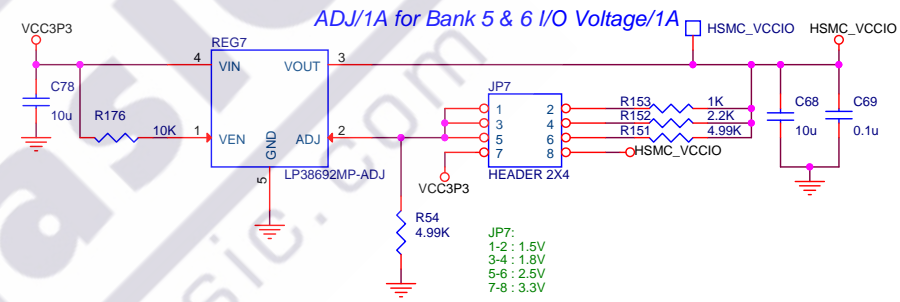 ADJ/1A for Bank 5 & 6 I/O Voltage/1A
HSMC_VCCIO
HSMC_VCCIO
VCC3P3
REG7
4
VIN
VOUT
3
C78
10u
R176
10K
1
VEN
GND
ADJ
2
5
LP38692MP-ADJ
JP7
1
2
3
4
5
6
7
8
HEADER 2X4
R153
1K
R152
2.2K
R151
4.99K
HSMC_VCCIO
VCC3P3
C68
10u
C69
0.1u
R54
4.99K
JP7:
1-2 : 1.5V
3-4 : 1.8V
5-6 : 2.5V
7-8 : 3.3V
sic.com